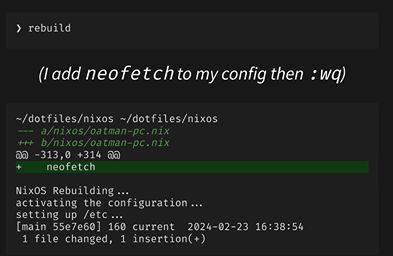 ❯ rebuild
(I add neofetch to my config then :wq)
~/dotfiles/nixos ~/dotfiles/nixos
--- a/nixos/oatman-pc.nix
+++ b/nixos/oatman-pc.nix
@@ -313,0 +314 @@
+    neofetch
NixOS Rebuilding...
activating the configuration...
setting up /etc...
[main 55e7e60] 160 current  2024-02-23 16:38:54
 1 file changed, 1 insertion(+)